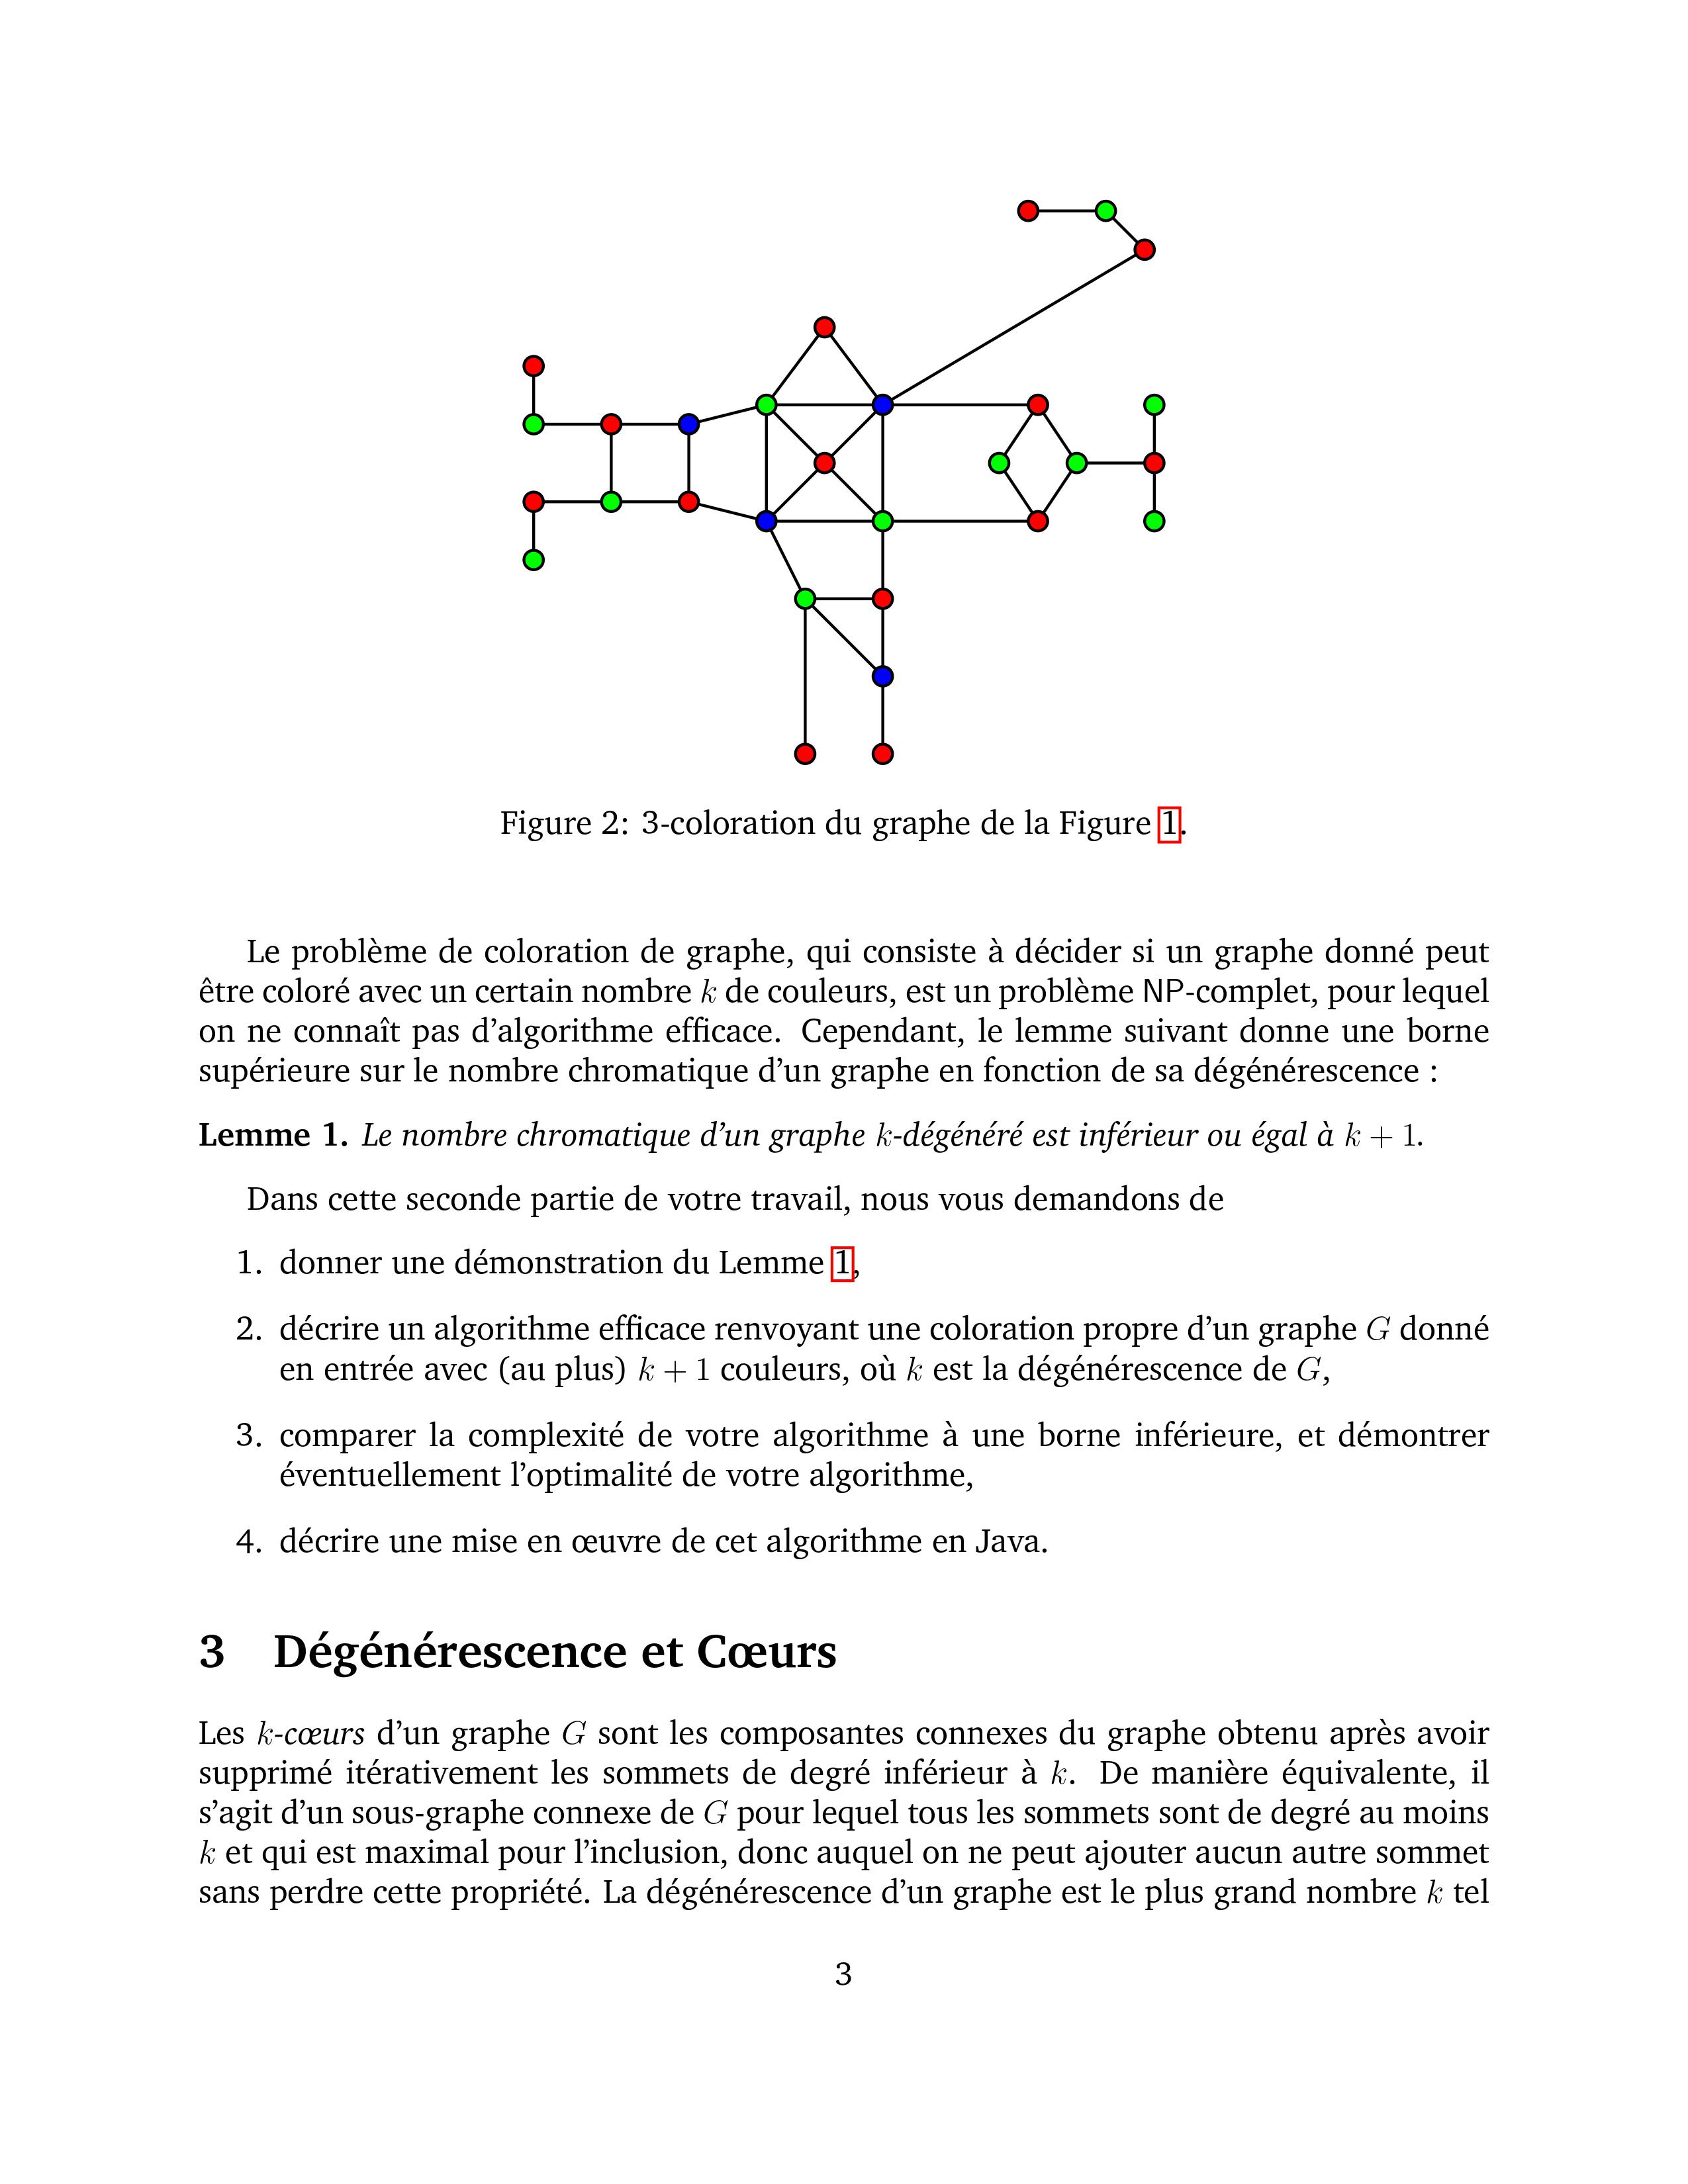 Figure 2: 3-coloration du graphe de la Figure 1.
Le problème de coloration de graphe, qui consiste à décider si un graphe donné peut
être coloré avec un certain nombre k de couleurs, est un problème NP-complet, pour lequel
on ne connaît pas d'algorithme efficace. Cependant, le lemme suivant donne une borne
supérieure sur le nombre chromatique d'un graphe en fonction de sa dégénérescence :
Lemme 1. Le nombre chromatique d'un graphe k-dégénéré est inférieur ou égal à k + 1.
Dans cette seconde partie de votre travail, nous vous demandons de
1. donner une démonstration du Lemme 1,
2. décrire un algorithme efficace renvoyant une coloration propre d'un graphe G donné
en entrée avec (au plus) k + 1 couleurs, où k est la dégénérescence de G,
3. comparer la complexité de votre algorithme à une borne inférieure, et démontrer
éventuellement l'optimalité de votre algorithme,
4. décrire une mise en œuvre de cet algorithme en Java.
3 Dégénérescence et Cœurs
Les k-cœurs d'un graphe G sont les composantes connexes du graphe obtenu après avoir
supprimé itérativement les sommets de degré inférieur à k. De manière équivalente, il
s'agit d'un sous-graphe connexe de G pour lequel tous les sommets sont de degré au moins
k et qui est maximal pour l'inclusion, donc auquel on ne peut ajouter aucun autre sommet
sans perdre cette propriété. La dégénérescence d'un graphe est le plus grand nombre k tel
3